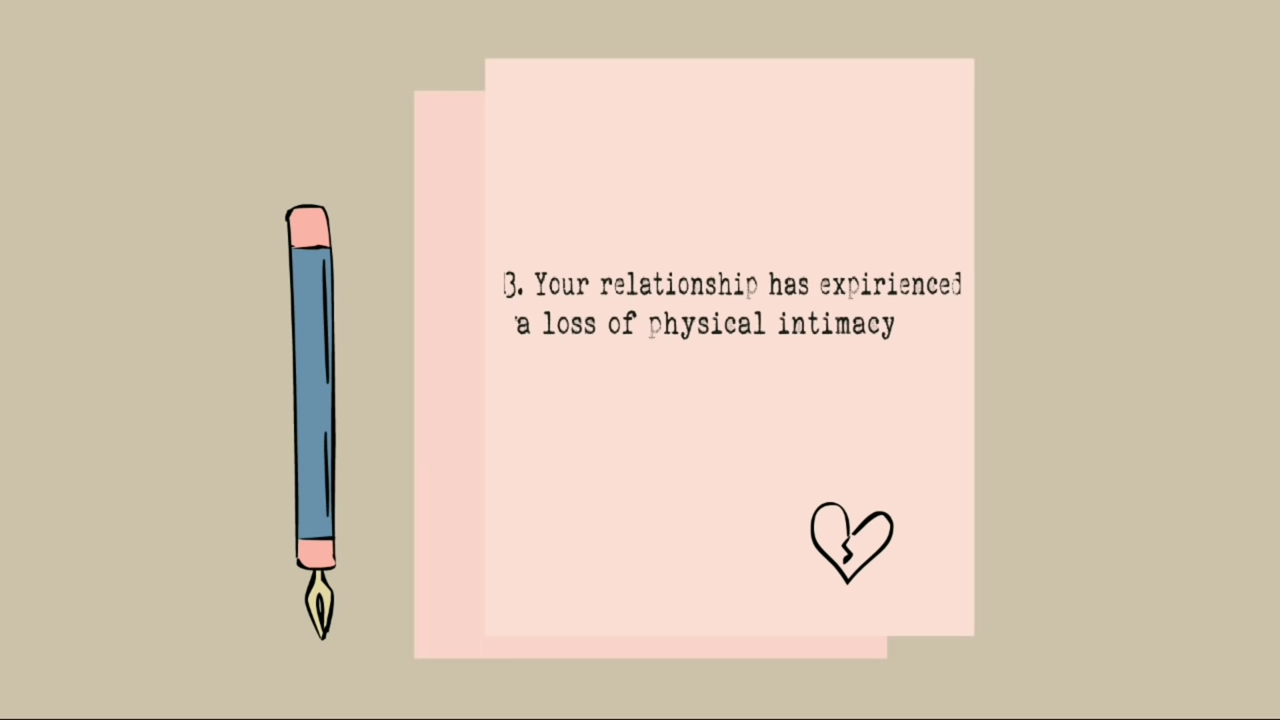 3. Your relationship has expirienced
a loss of physical intimacy